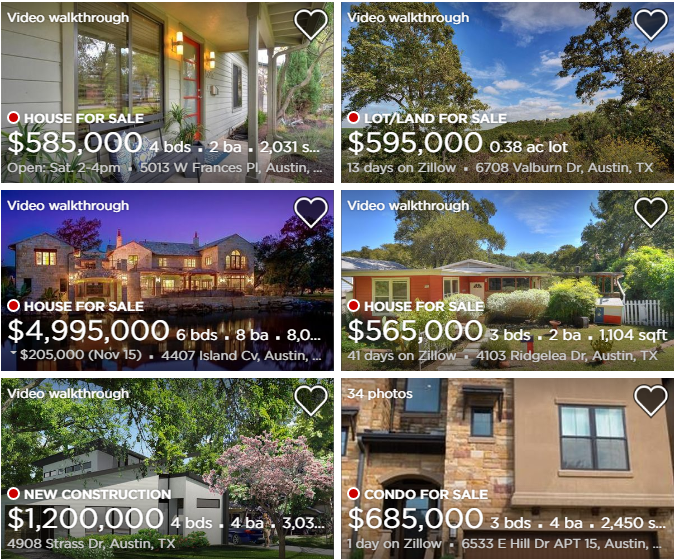 Video walkthrough
HOUSE FOR SALE
$585,000 4 bds . 2 ba . 2,031 s...
Open: Sat. 2-4pm • 5013 W Frances Pl, Austin, ...
Video walkthrough
LOT/LAND FOR SALE
$595,000 0.38 ac lot
13 days on Zillow • 6708 Valburn Dr, Austin, TX
Video walkthrough
HOUSE FOR SALE
$4,995,000 6 bds . 8 ba . 8,0...
$205,000 (Nov 15) • 4407 Island Cv, Austin, ...
Video walkthrough
HOUSE FOR SALE
$565,000 3 bds . 2 ba . 1,104 sqft
41 days on Zillow • 4103 Ridgelea Dr, Austin, TX
Video walkthrough
NEW CONSTRUCTION
$1,200,000 4 bds . 4 ba . 3,03...
4908 Strass Dr, Austin, TX
34 photos
CONDO FOR SALE
$685,000 3 bds . 4 ba . 2,450 s...
1 day on Zillow • 6533 E Hill Dr APT 15, Austin, ...